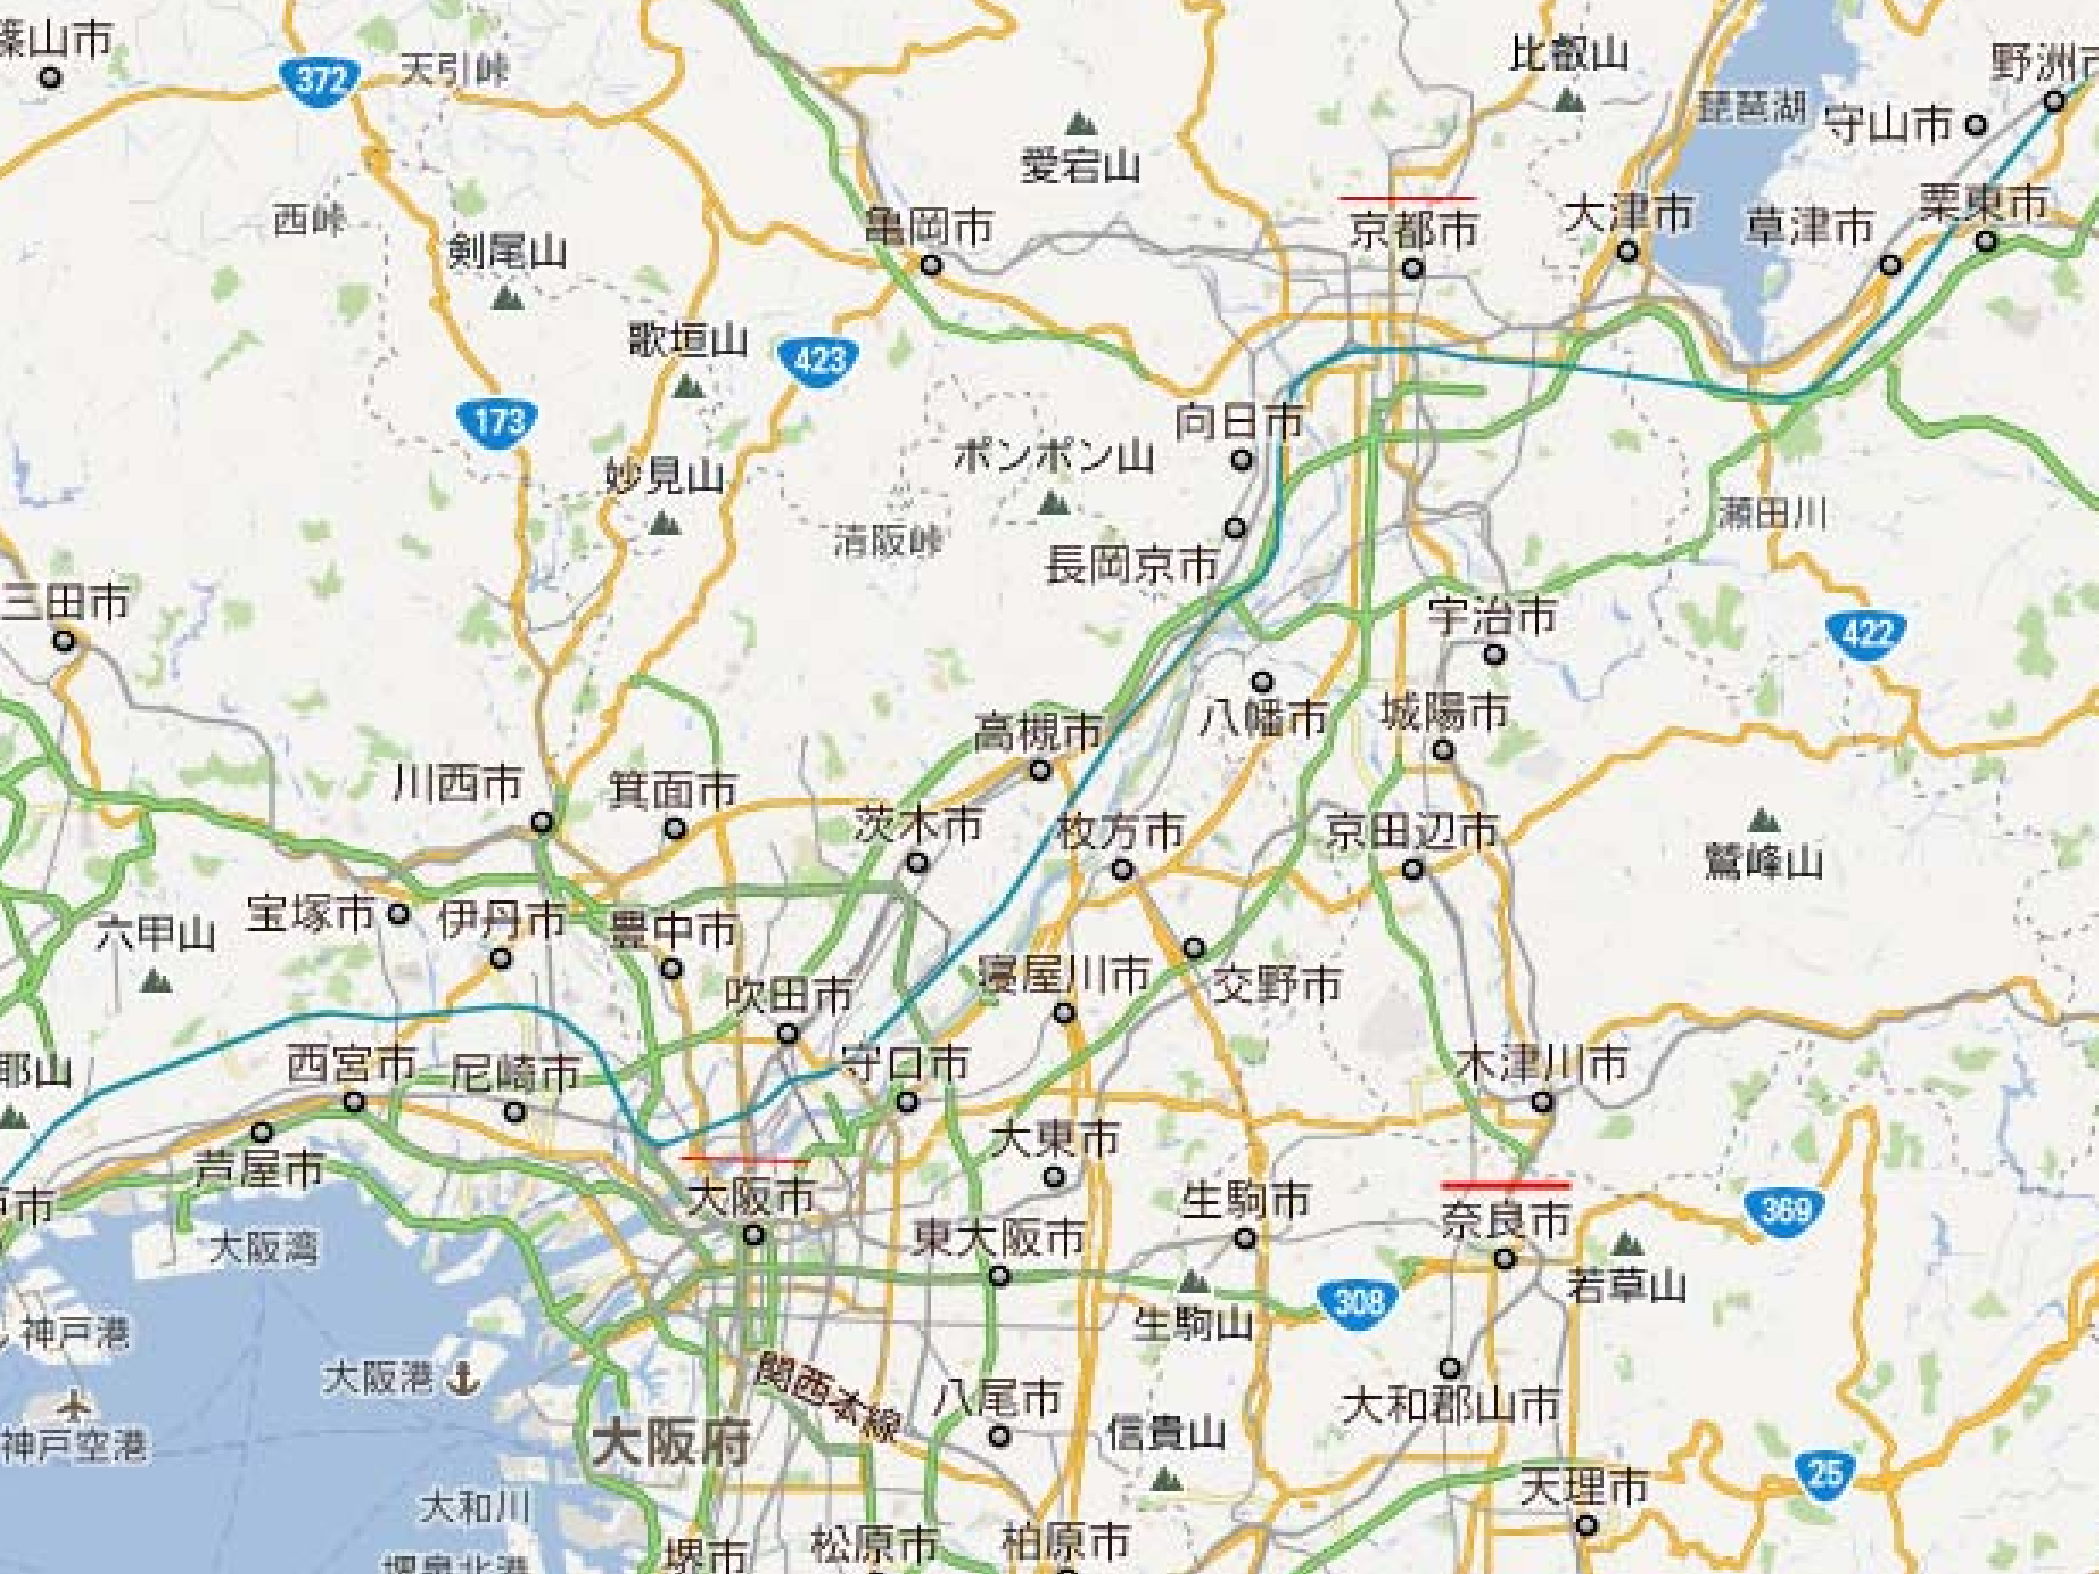 篠山市
372
天引峠
比叡山
野洲市
琵琶湖
守山市
愛宕山
西峠
剣尾山
亀岡市
京都市
大津市
草津市
栗東市
歌垣山
423
173
向日市
ポンポン山
妙見山
清阪峠
瀬田川
長岡京市
三田市
宇治市
422
八幡市
城陽市
高槻市
川西市
箕面市
茨木市
枚方市
京田辺市
鷲峰山
六甲山
宝塚市
伊丹市
豊中市
吹田市
寝屋川市
交野市
西宮市
尼崎市
守口市
木津川市
芦屋市
大東市
戸市
大阪市
生駒市
奈良市
369
大阪湾
東大阪市
若草山
308
生駒山
神戸港
大阪港
関西本線
八尾市
大和郡山市
神戸空港
大阪府
信貴山
25
大和川
天理市
堺市
松原市
柏原市
堺泉北港